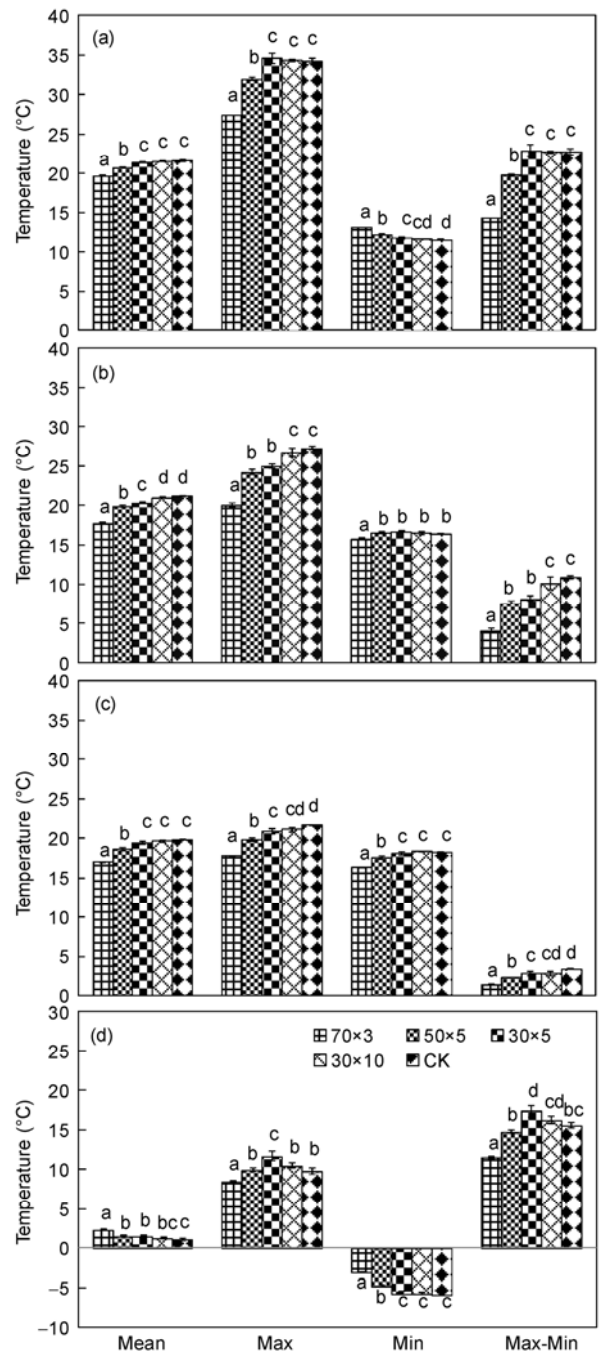 (a)
Temperature (°C)
40
35
30
25
20
15
10
5
0
a b c c c
a b c c c
a b c cd d
a b c c c
(b)
Temperature (°C)
40
35
30
25
20
15
10
5
0
a b c d d
a b b c c
a b b b b
a b b c c
(c)
Temperature (°C)
40
35
30
25
20
15
10
5
0
a b c c c
a b c cd d
a b c c c
a b c cd d
(d)
Temperature (°C)
30
25
20
15
10
5
0
−5
−10
70×3 50×5 30×5
30×10 CK
a b b bc c
a b c b b
a b c c c
a b d cd bc
Mean Max Min Max-Min